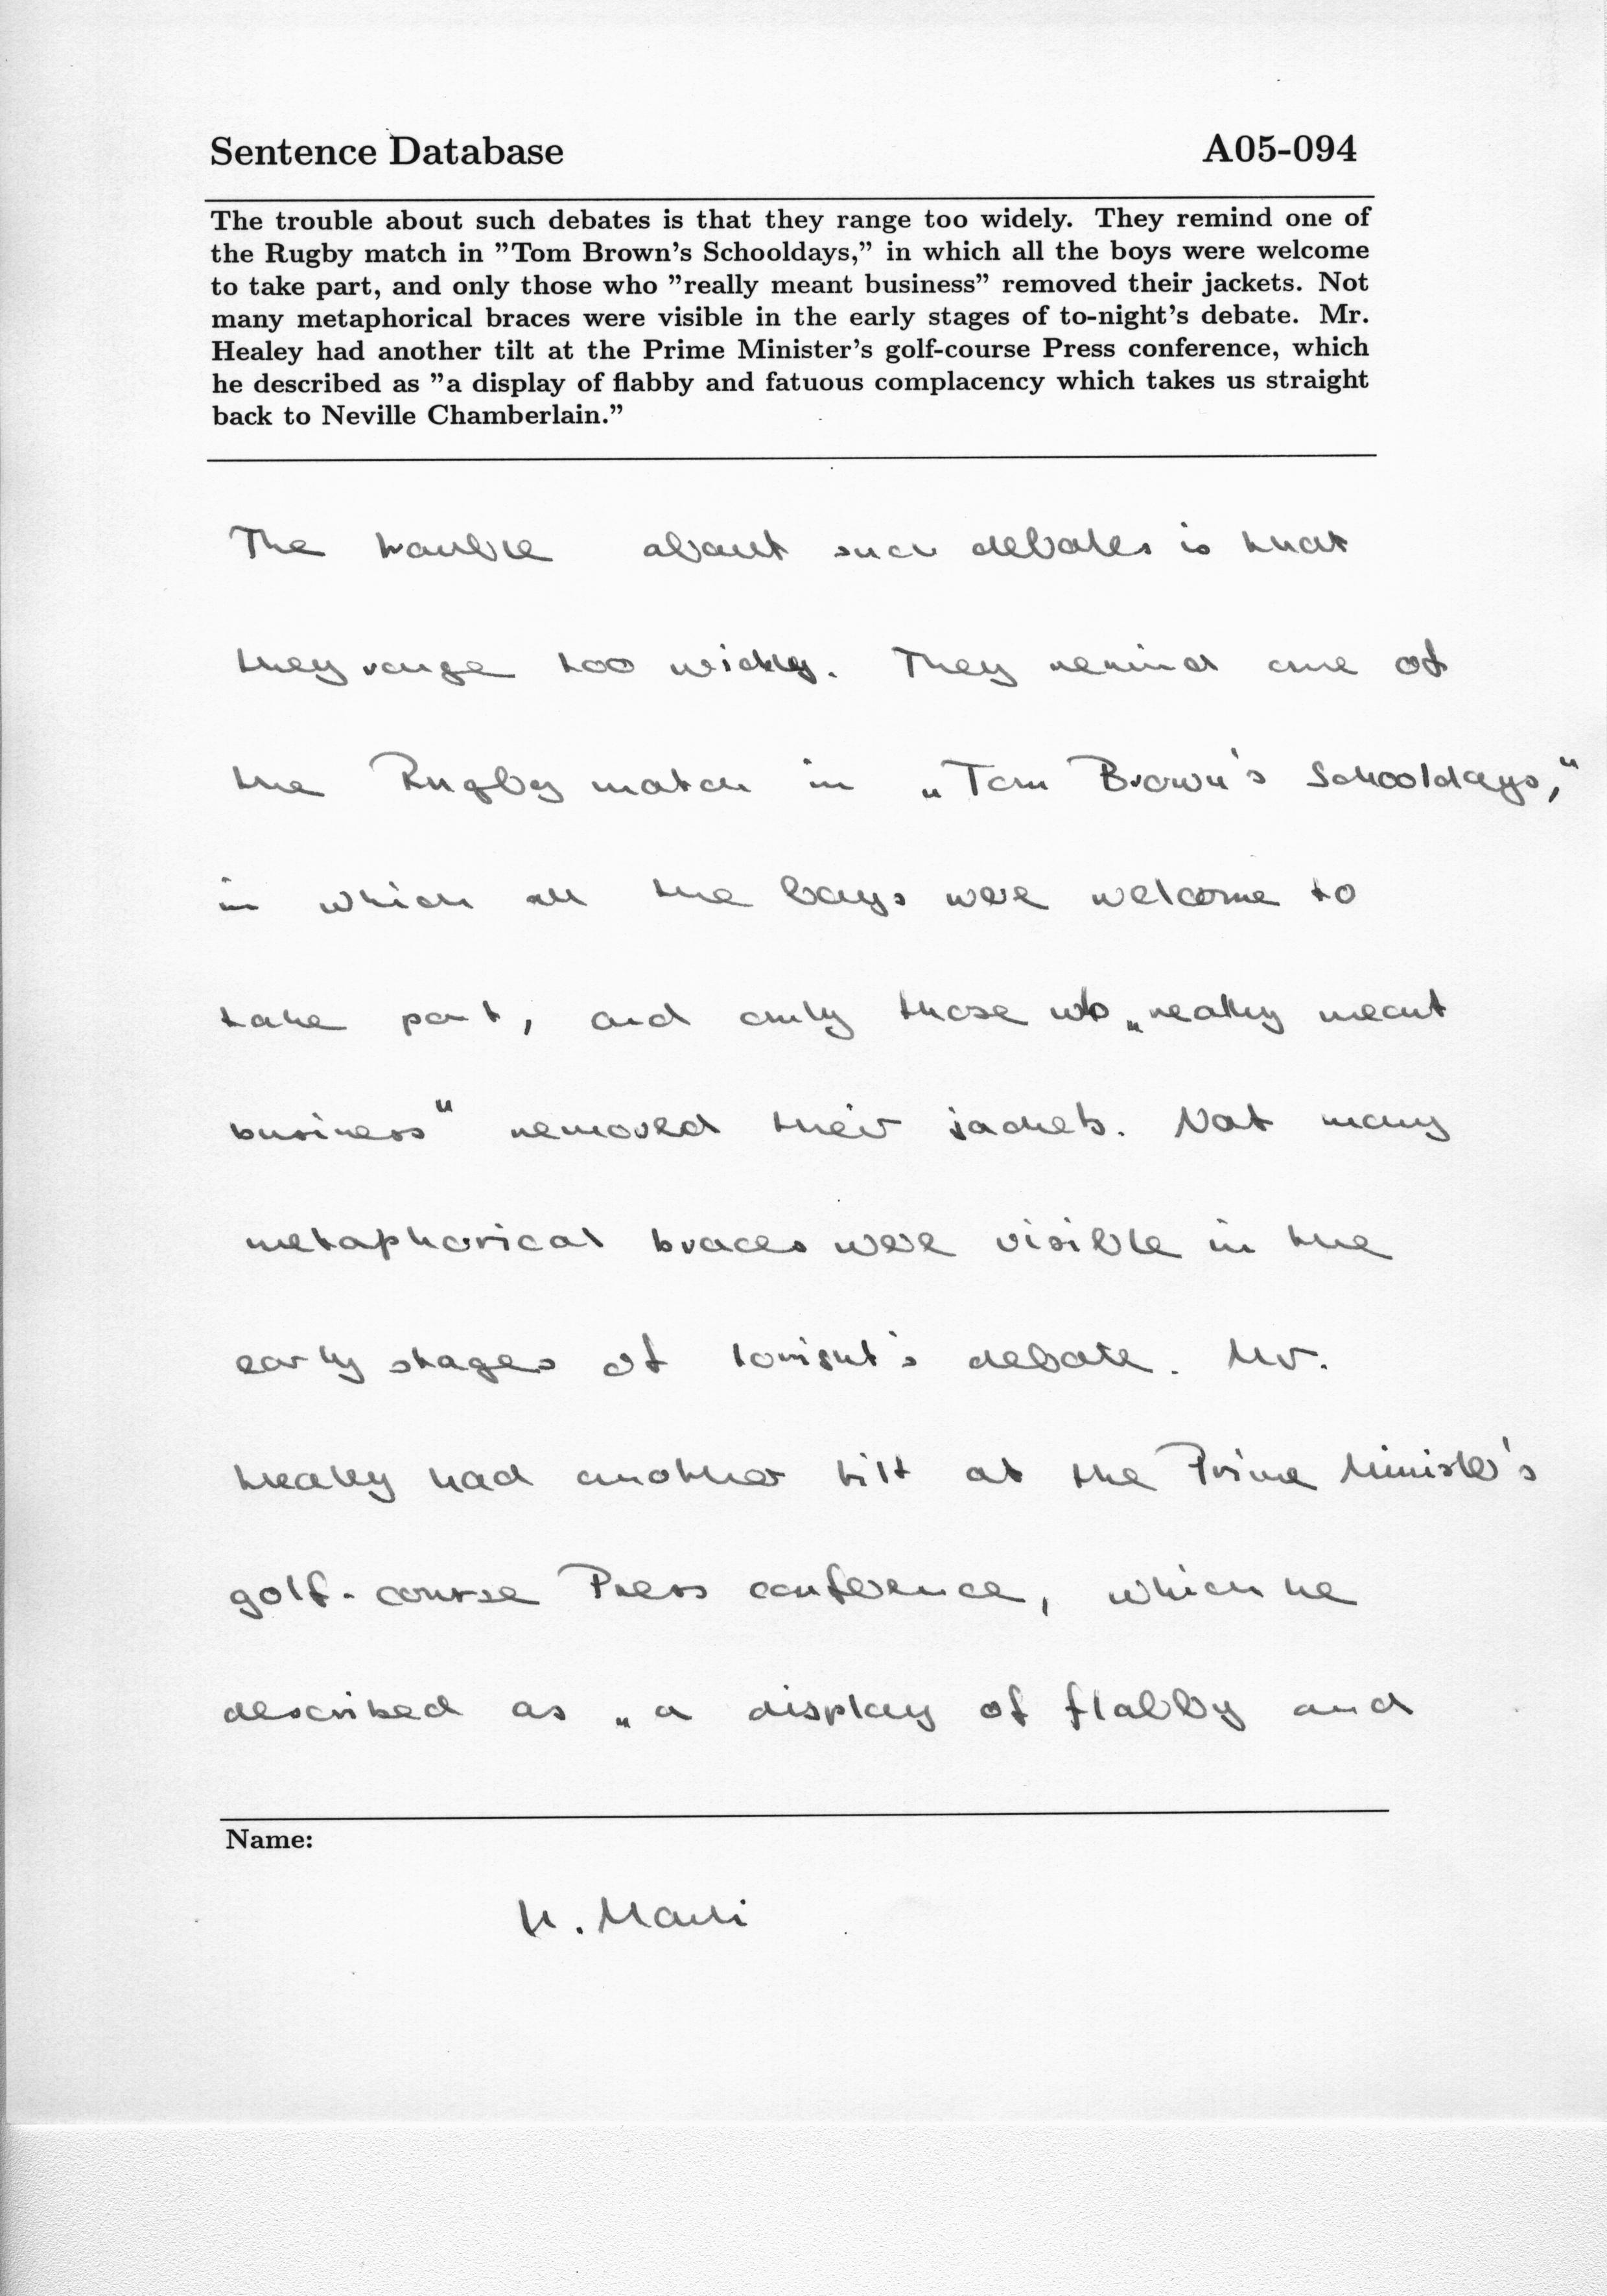 Sentence Database A05-094
The trouble about such debates is that they range too widely. They remind one of
the Rugby match in ”Tom Brown’s Schooldays,” in which all the boys were welcome
to take part, and only those who ”really meant business” removed their jackets. Not
many metaphorical braces were visible in the early stages of to-night’s debate. Mr.
Healey had another tilt at the Prime Minister’s golf-course Press conference, which
he described as ”a display of flabby and fatuous complacency which takes us straight
back to Neville Chamberlain.”
The trouble about such debates is that
they range too widely. They remind one of
the Rugby match in „Tom Brown's Schooldays,“
in which all the boys were welcome to
take part, and only those who „really meant
business“ removed their jackets. Not many
metaphorical braces were visible in the
early stages of tonight's debate. Mr.
Healey had another tilt at the Prime Minister's
golf-course Press conference, which he
described as „a display of flabby and
Name: